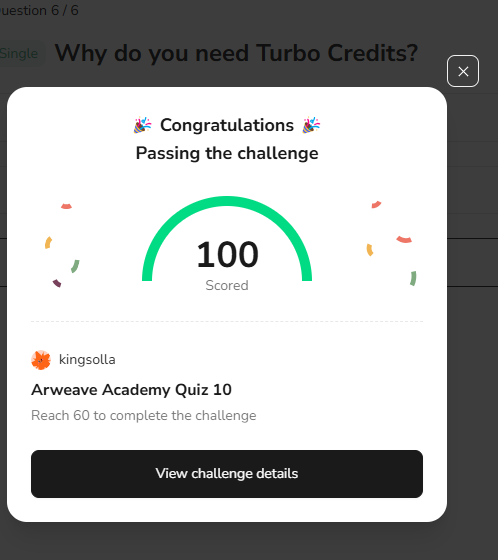 uestion 6 / 6
Single Why do you need Turbo Credits?
Congratulations
Passing the challenge
100
Scored
kingsolla
Arweave Academy Quiz 10
Reach 60 to complete the challenge
View challenge details